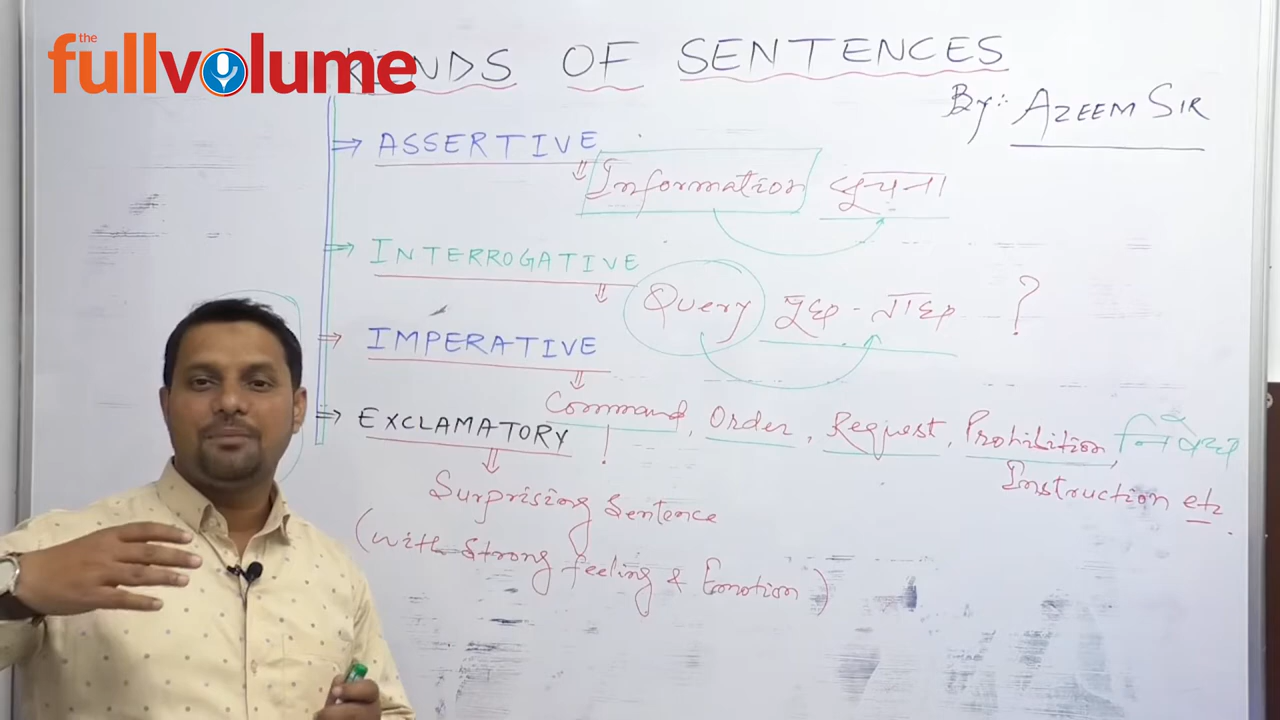 the
fullvolume
KINDS OF SENTENCES
By:- AZEEM SIR
⇒ ASSERTIVE
⇓ Information सूचना
⇒ INTERROGATIVE
⇓ Query पुछ - ताछ ?
⇒ IMPERATIVE
⇓
Command, Order, Request, Prohibition, निषेध
Instruction etc.
⇒ EXCLAMATORY !
⇓
Surprising Sentence
(with Strong feeling & Emotion)